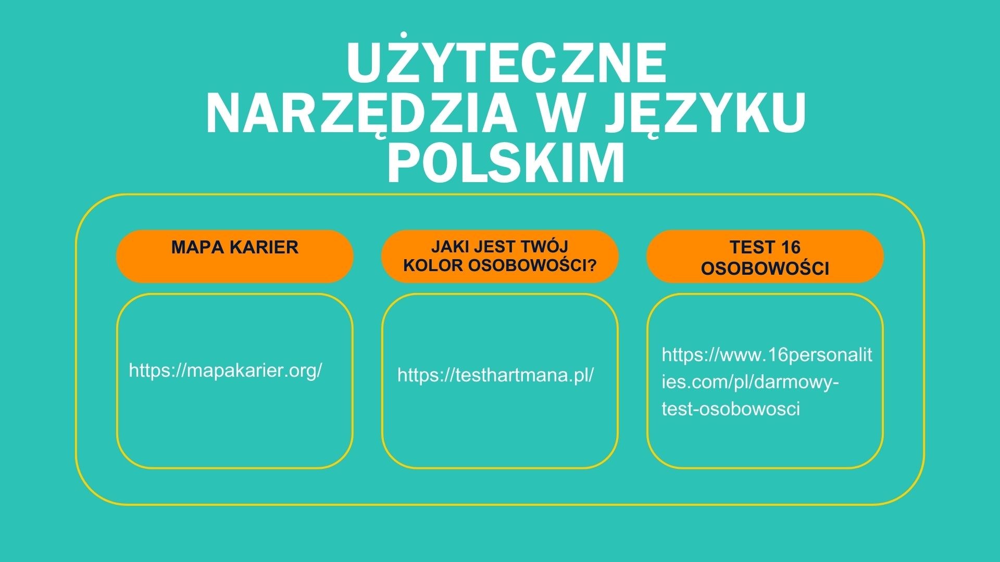 UŻYTECZNE
NARZĘDZIA W JĘZYKU
POLSKIM
MAPA KARIER
https://mapakarier.org/
JAKI JEST TWÓJ
KOLOR OSOBOWOŚCI?
https://testhartmana.pl/
TEST 16
OSOBOWOŚCI
https://www.16personalit
ies.com/pl/darmowy-
test-osobowosci